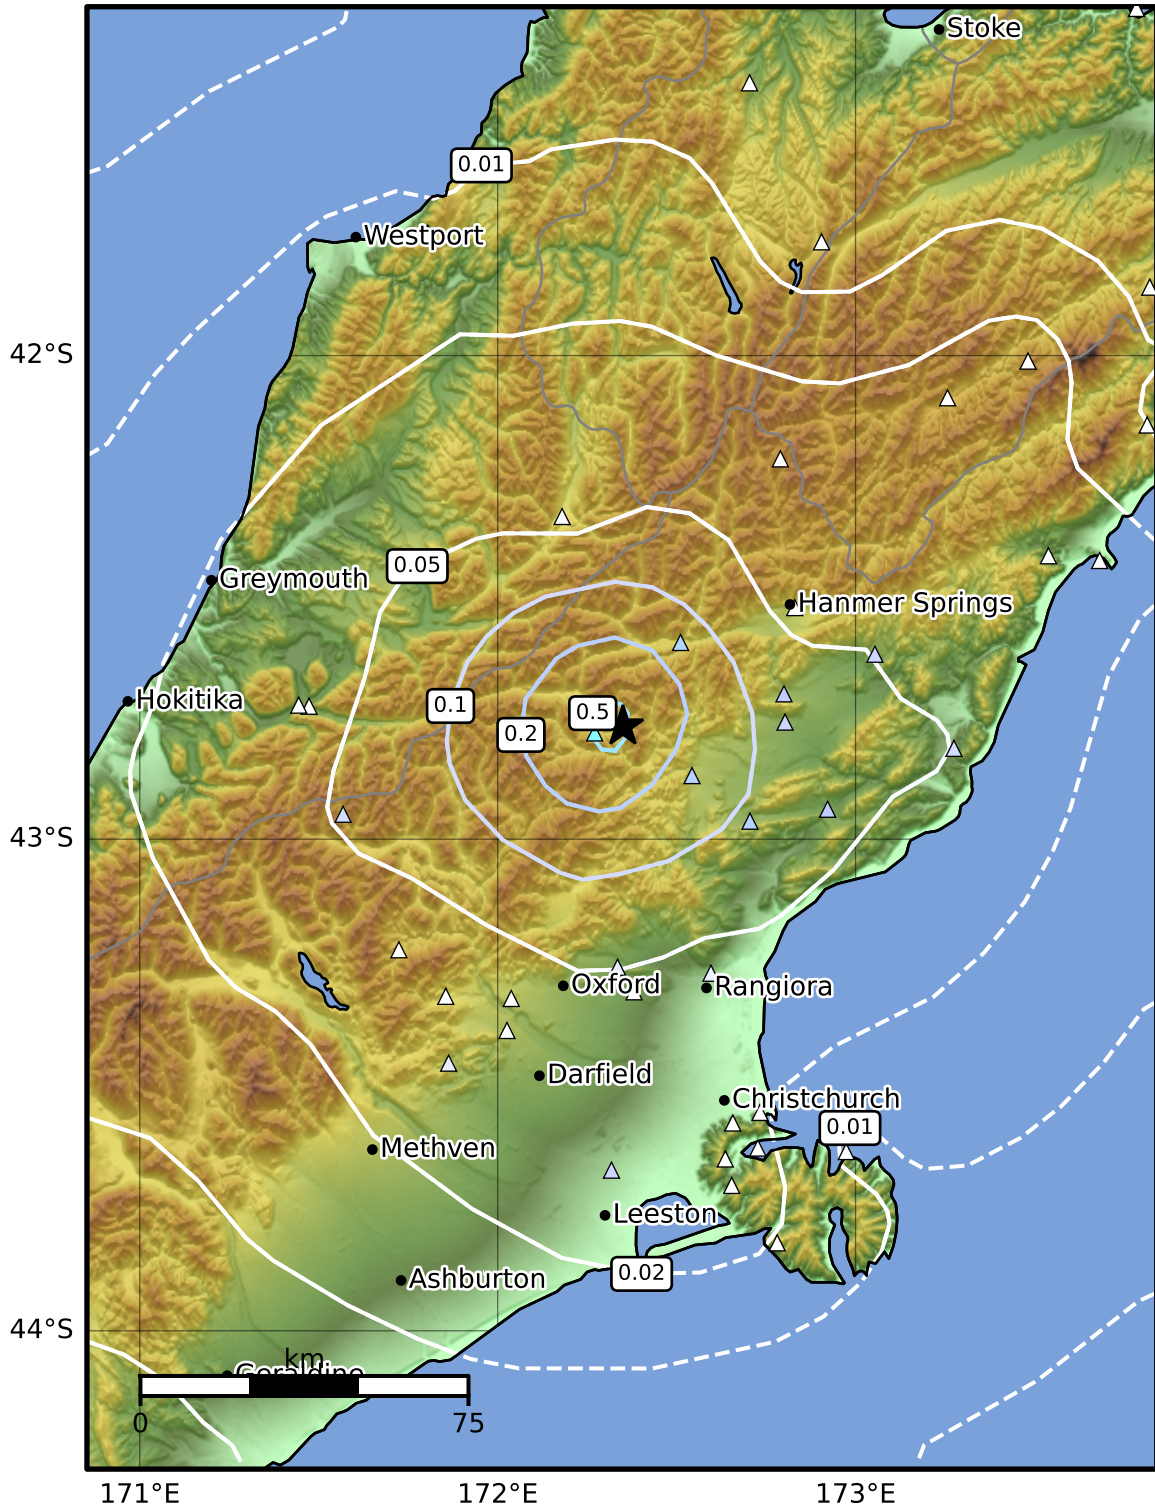 Stoke
0.01
Westport
42°S
0.05
Greymouth
Hanmer Springs
Hokitika
0.1
0.5
0.2
43°S
Oxford
Rangiora
Darfield
Christchurch
0.01
Methven
Leeston
0.02
Ashburton
44°S
km
Geraldine
0
75
171°E
172°E
173°E